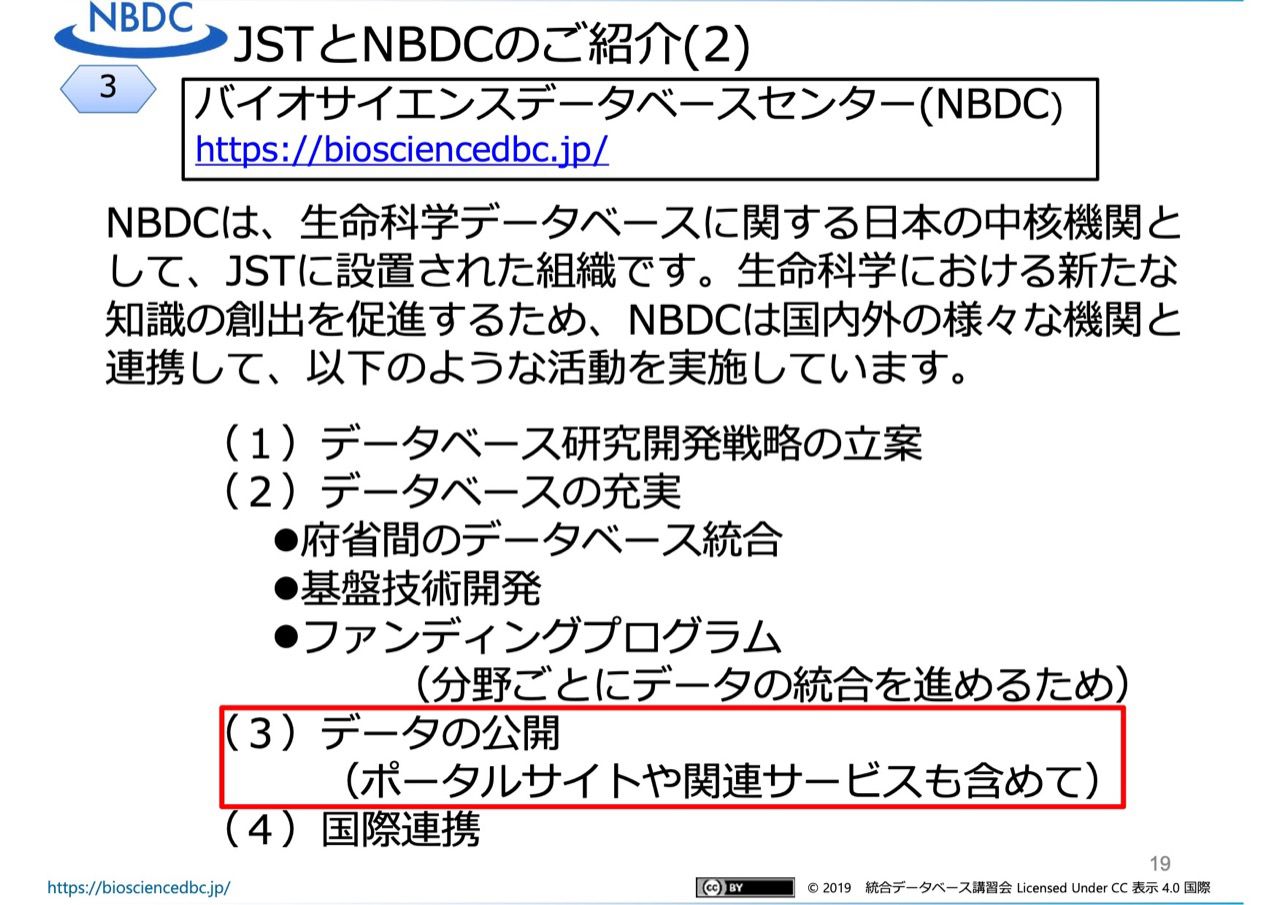 NBDC
JSTとNBDCのご紹介(2)
3
バイオサイエンスデータベースセンター(NBDC)
https://biosciencedbc.jp/
NBDCは、生命科学データベースに関する日本の中核機関と
して、JSTに設置された組織です。生命科学における新たな
知識の創出を促進するため、NBDCは国内外の様々な機関と
連携して、以下のような活動を実施しています。
（１）データベース研究開発戦略の立案
（２）データベースの充実
●府省間のデータベース統合
●基盤技術開発
●ファンディングプログラム
（分野ごとにデータの統合を進めるため）
（３）データの公開
（ポータルサイトや関連サービスも含めて）
（４）国際連携
19
https://biosciencedbc.jp/
cc BY © 2019 統合データベース講習会 Licensed Under CC 表示 4.0 国際